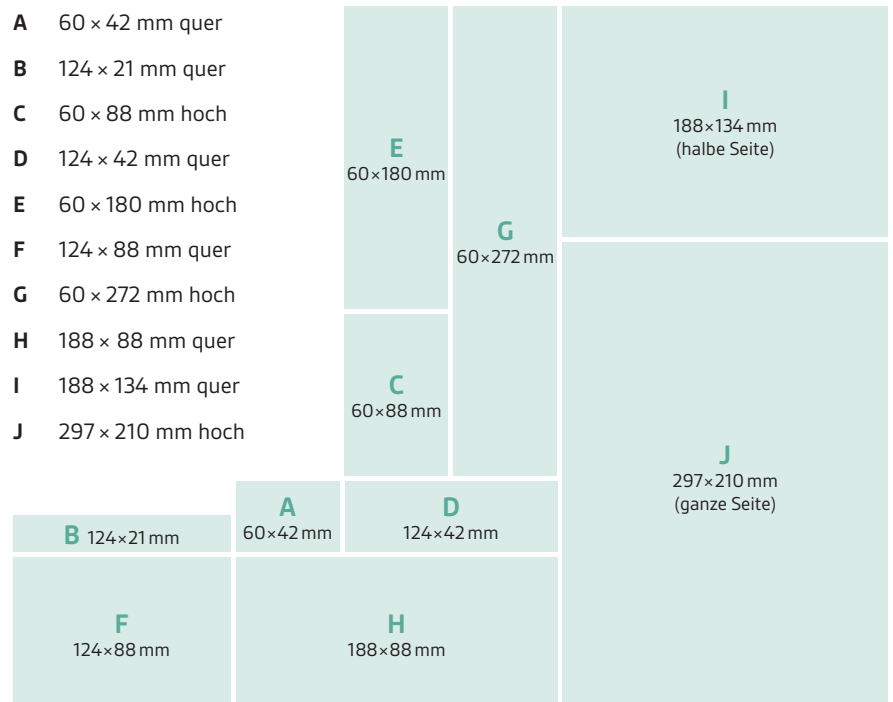 A 60 × 42 mm quer
B 124 × 21 mm quer
C 60 × 88 mm hoch
D 124 × 42 mm quer
E 60 × 180 mm hoch
F 124 × 88 mm quer
G 60 × 272 mm hoch
H 188 × 88 mm quer
I 188 × 134 mm quer
J 297 × 210 mm hoch
E
60×180 mm
G
60×272 mm
I
188×134 mm
(halbe Seite)
C
60×88 mm
J
297×210 mm
(ganze Seite)
A
60×42 mm
D
124×42 mm
B 124×21 mm
F
124×88 mm
H
188×88 mm